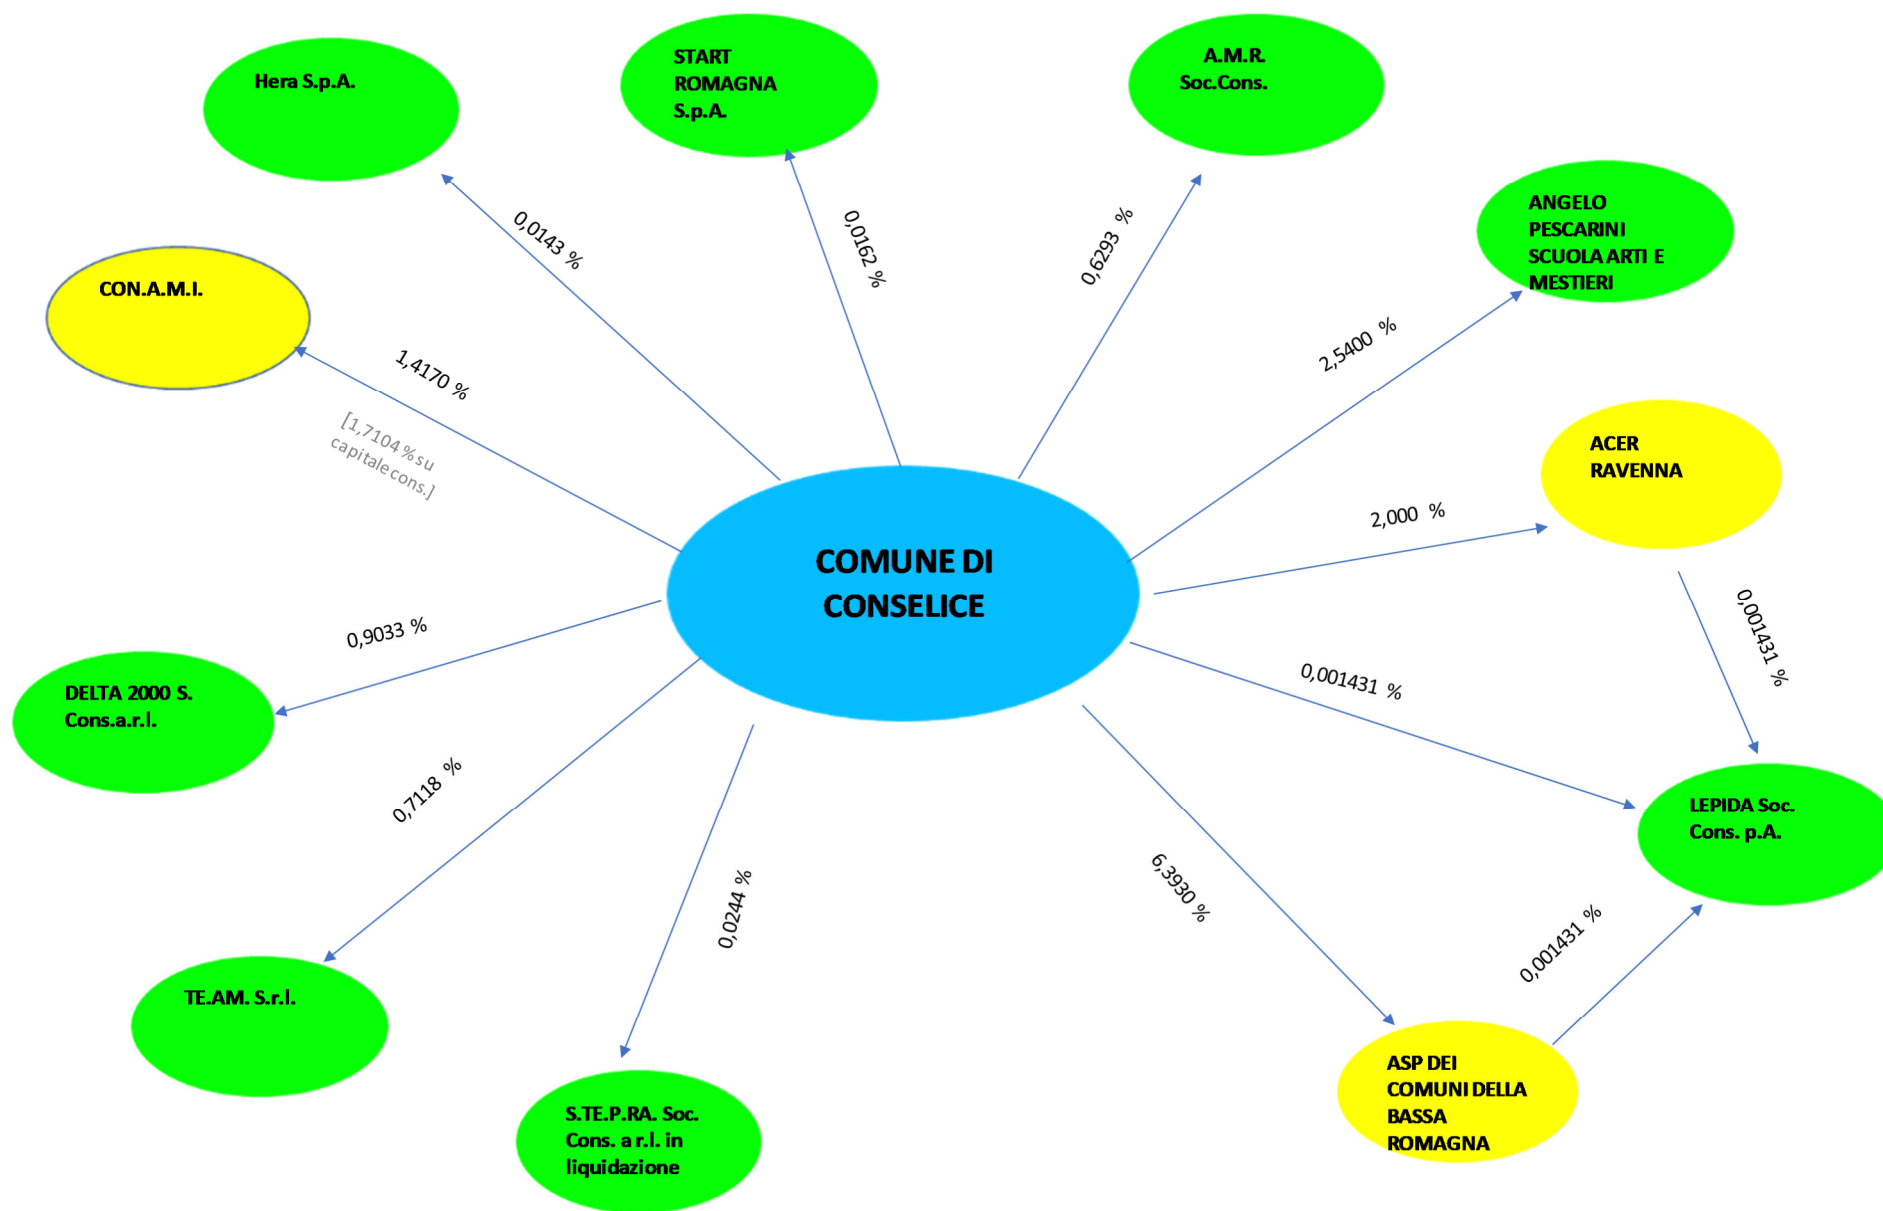 Hera S.p.A.
START
ROMAGNA
S.p.A.
A.M.R.
Soc.Cons.
ANGELO
PESCARINI
SCUOLA ARTI E
MESTIERI
0,0143 %
0,0162 %
0,6293 %
2,5400 %
CON.A.M.I.
1,4170 %
[1,7104 % su
capitale cons.]
ACER
RAVENNA
2,000 %
COMUNE DI
CONSELICE
0,001431 %
0,9033 %
0,001431 %
DELTA 2000 S.
Cons.a.r.l.
0,7118 %
LEPIDA Soc.
Cons. p.A.
0,0244 %
6,3930 %
0,001431 %
TE.AM. S.r.l.
S.TE.P.RA. Soc.
Cons. a r.l. in
liquidazione
ASP DEI
COMUNI DELLA
BASSA
ROMAGNA